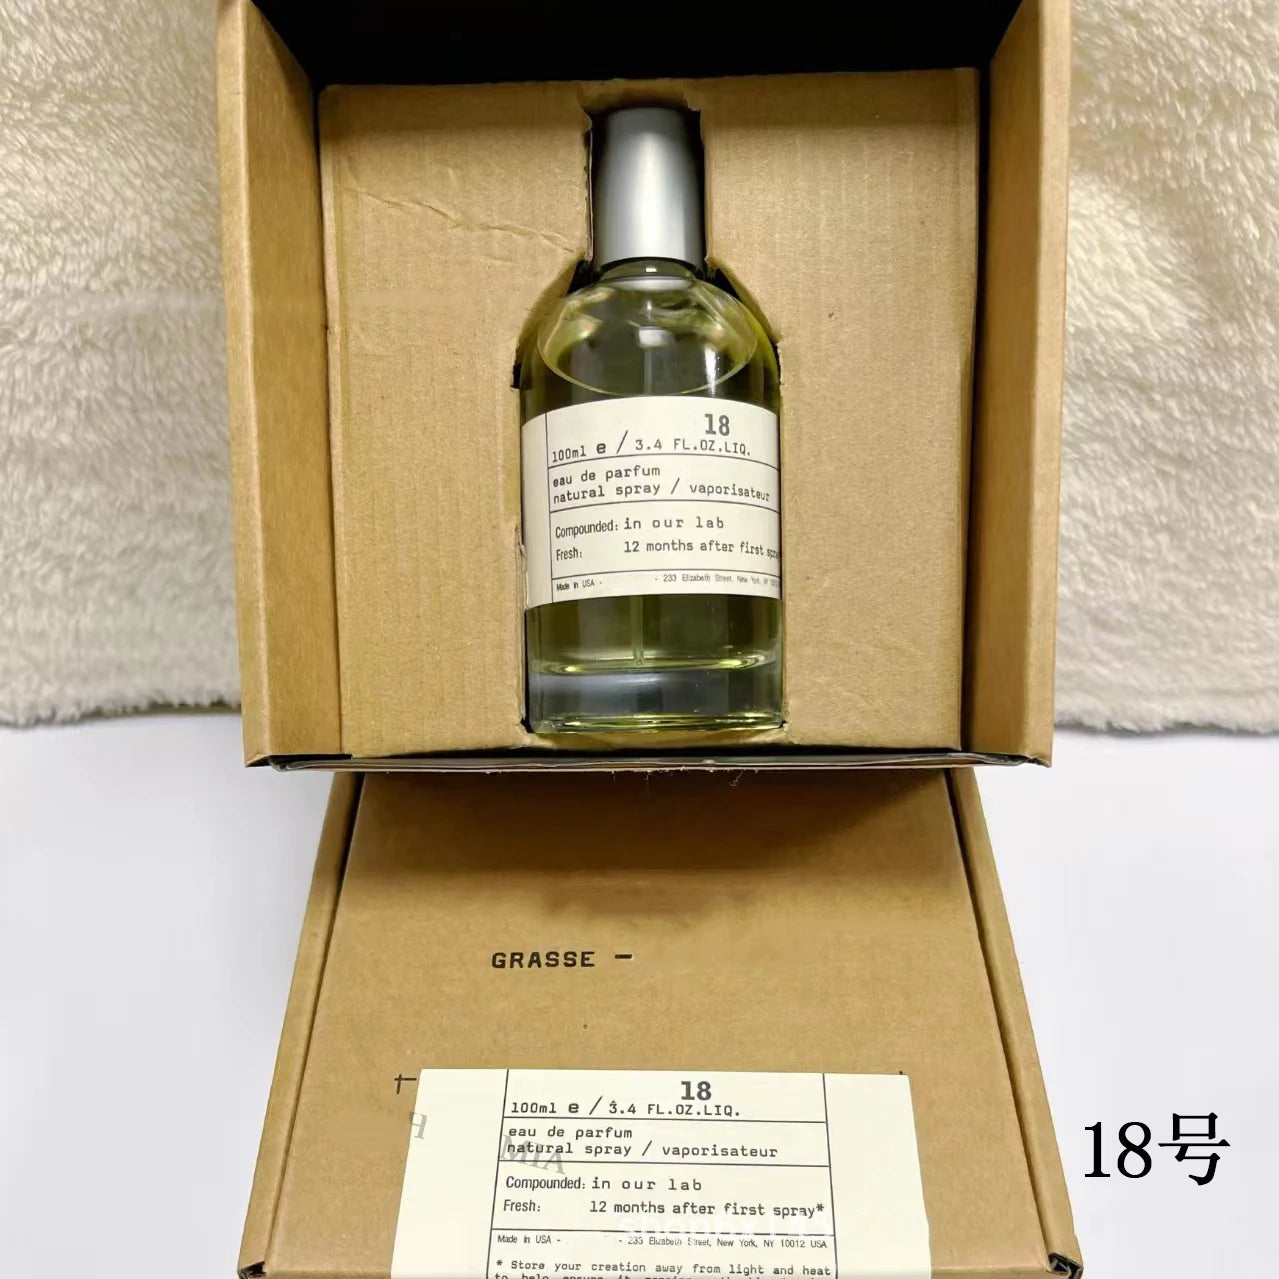 18
100ml e / 3.4 FL.OZ.LIQ.
eau de parfum
natural spray / vaporisateur
Compounded: in our lab
Fresh: 12 months after first
Made in USA - - 233 Elizabeth Street, New York, NY
GRASSE -
18
100ml e / 3.4 FL.OZ.LIQ.
eau de parfum
natural spray / vaporisateur
MIA
Compounded: in our lab
Fresh: 12 months after first spray*
Made in USA - - 233 Elizabeth Street, New York, NY 10012 USA
* Store your creation away from light and heat
18号